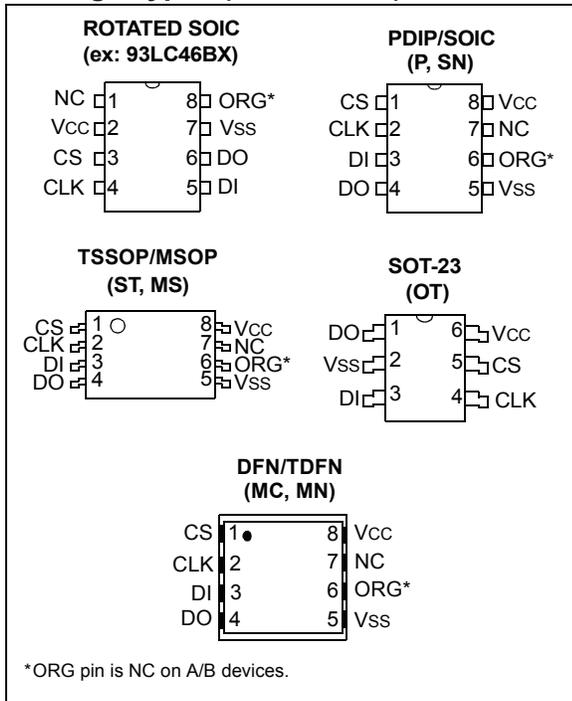 ROTATED SOIC
(ex: 93LC46BX)
NC 1 8 ORG*
VCC 2 7 VSS
CS 3 6 DO
CLK 4 5 DI
PDIP/SOIC
(P, SN)
CS 1 8 VCC
CLK 2 7 NC
DI 3 6 ORG*
DO 4 5 VSS
TSSOP/MSOP
(ST, MS)
CS 1 8 VCC
CLK 2 7 NC
DI 3 6 ORG*
DO 4 5 VSS
SOT-23
(OT)
DO 1 6 VCC
VSS 2 5 CS
DI 3 4 CLK
DFN/TDFN
(MC, MN)
CS 1 8 VCC
CLK 2 7 NC
DI 3 6 ORG*
DO 4 5 VSS
*ORG pin is NC on A/B devices.